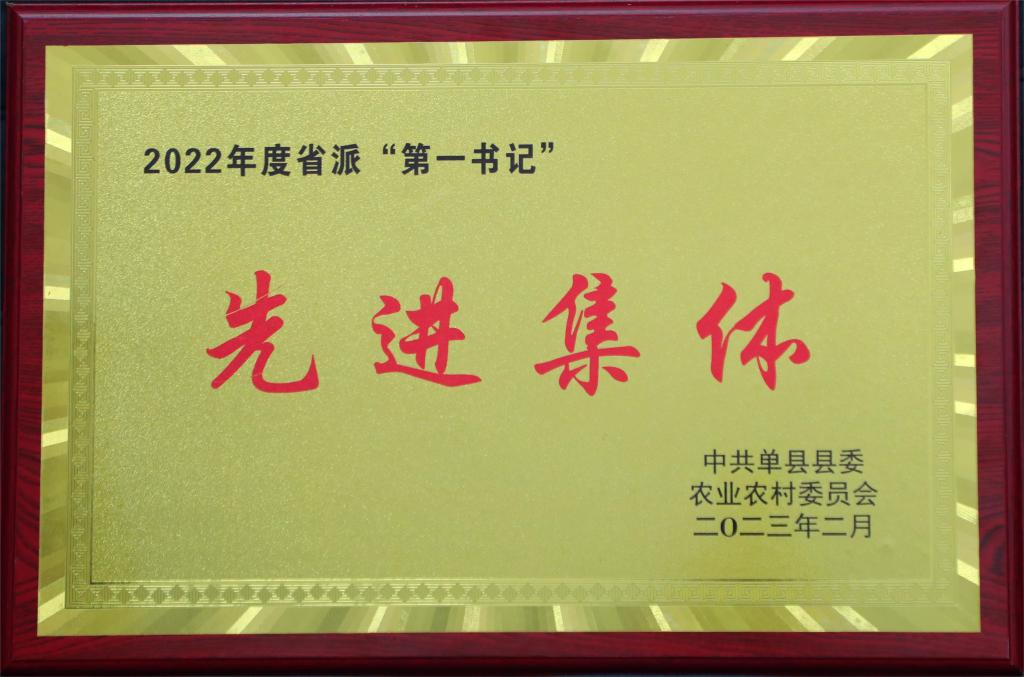 2022年度省派“第一书记”
先进集体
中共单县县委
农业农村委员会
二O二三年二月